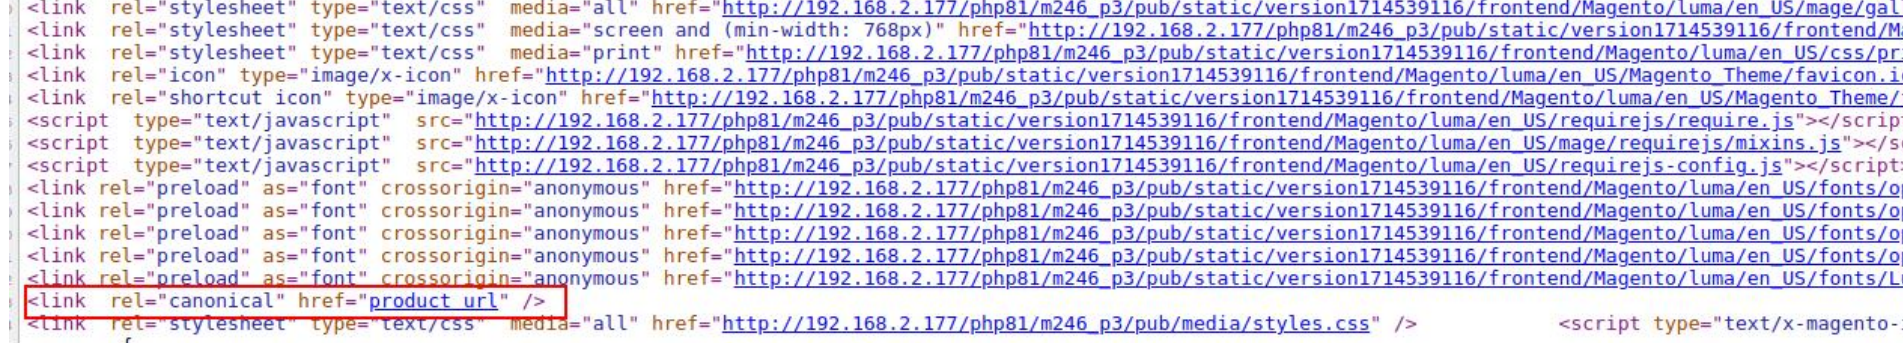 <link  rel="stylesheet" type="text/css"  media="all" href="http://192.168.2.177/php81/m246_p3/pub/static/version1714539116/frontend/Magento/luma/en_US/mage/gal
<link  rel="stylesheet" type="text/css"  media="screen and (min-width: 768px)" href="http://192.168.2.177/php81/m246_p3/pub/static/version1714539116/frontend/Ma
<link  rel="stylesheet" type="text/css"  media="print" href="http://192.168.2.177/php81/m246_p3/pub/static/version1714539116/frontend/Magento/luma/en_US/css/pri
<link  rel="icon" type="image/x-icon" href="http://192.168.2.177/php81/m246_p3/pub/static/version1714539116/frontend/Magento/luma/en_US/Magento_Theme/favicon.ic
<link  rel="shortcut icon" type="image/x-icon" href="http://192.168.2.177/php81/m246_p3/pub/static/version1714539116/frontend/Magento/luma/en_US/Magento_Theme/
<script  type="text/javascript"  src="http://192.168.2.177/php81/m246_p3/pub/static/version1714539116/frontend/Magento/luma/en_US/requirejs/require.js"></script
<script  type="text/javascript"  src="http://192.168.2.177/php81/m246_p3/pub/static/version1714539116/frontend/Magento/luma/en_US/mage/requirejs/mixins.js"></sc
<script  type="text/javascript"  src="http://192.168.2.177/php81/m246_p3/pub/static/version1714539116/frontend/Magento/luma/en_US/requirejs-config.js"></script>
<link rel="preload" as="font" crossorigin="anonymous" href="http://192.168.2.177/php81/m246_p3/pub/static/version1714539116/frontend/Magento/luma/en_US/fonts/op
<link rel="preload" as="font" crossorigin="anonymous" href="http://192.168.2.177/php81/m246_p3/pub/static/version1714539116/frontend/Magento/luma/en_US/fonts/op
<link rel="preload" as="font" crossorigin="anonymous" href="http://192.168.2.177/php81/m246_p3/pub/static/version1714539116/frontend/Magento/luma/en_US/fonts/op
<link rel="preload" as="font" crossorigin="anonymous" href="http://192.168.2.177/php81/m246_p3/pub/static/version1714539116/frontend/Magento/luma/en_US/fonts/op
<link rel="preload" as="font" crossorigin="anonymous" href="http://192.168.2.177/php81/m246_p3/pub/static/version1714539116/frontend/Magento/luma/en_US/fonts/L
<link  rel="canonical" href="product_url" />
<link  rel="stylesheet" type="text/css"  media="all" href="http://192.168.2.177/php81/m246_p3/pub/media/styles.css" />            <script type="text/x-magento-
{